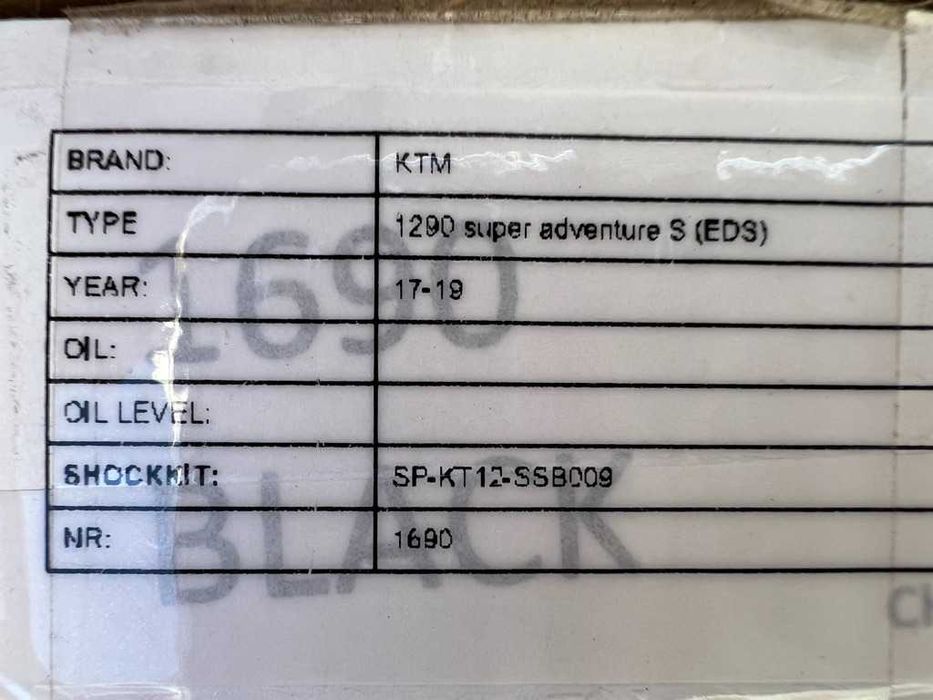 BRAND: KTM
TYPE 1290 super adventure S (EDS)
YEAR: 17-19
1690
OIL:
OIL LEVEL:
SHOCKKIT: SP-KT12-SSB009
BLACK
NR: 1690